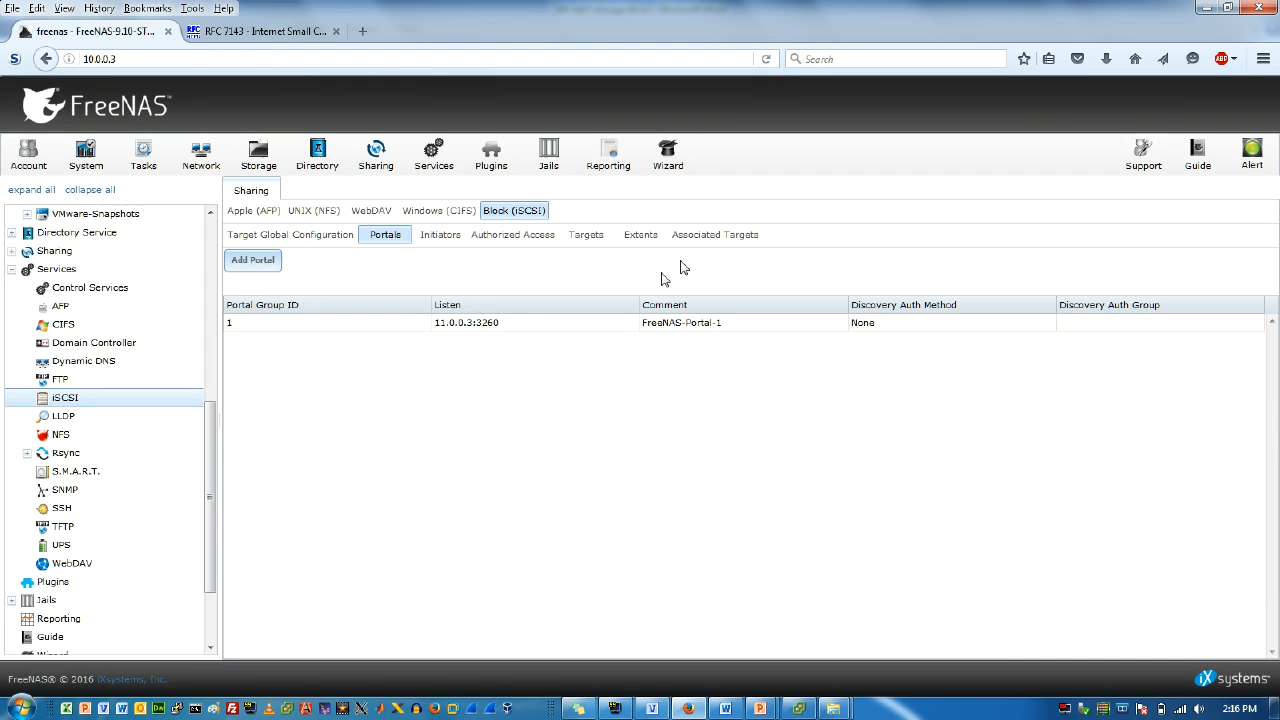 File Edit View History Bookmarks Tools Help
freenas - FreeNAS-9.10-ST... × RFC 7143 - Internet Small C... × +
10.0.0.3
Search
FreeNAS
Account System Tasks Network Storage Directory Sharing Services Plugins Jails Reporting Wizard Support Guide Alert
expand all collapse all
VMware-Snapshots
Directory Service
Sharing
Services
Control Services
AFP
CIFS
Domain Controller
Dynamic DNS
FTP
iSCSI
LLDP
NFS
Rsync
S.M.A.R.T.
SNMP
SSH
TFTP
UPS
WebDAV
Plugins
Jails
Reporting
Guide
Sharing
Apple (AFP) UNIX (NFS) WebDAV Windows (CIFS) Block (iSCSI)
Target Global Configuration Portals Initiators Authorized Access Targets Extents Associated Targets
Add Portal
Portal Group ID Listen Comment Discovery Auth Method Discovery Auth Group
1 11.0.0.3:3260 FreeNAS-Portal-1 None
FreeNAS® © 2016 iXsystems, Inc.
iXsystems
2:16 PM